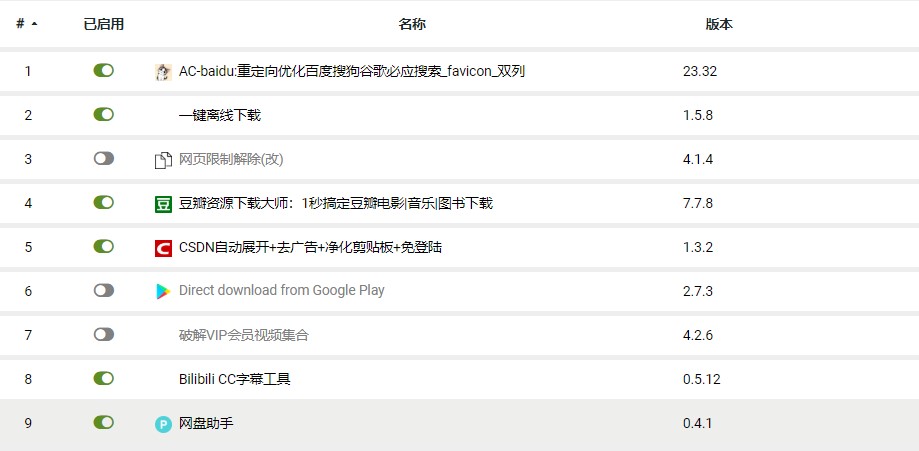 # 已启用 名称 版本
1 AC-baidu:重定向优化百度搜狗谷歌必应搜索_favicon_双列 23.32
2 一键离线下载 1.5.8
3 网页限制解除(改) 4.1.4
4 豆 豆瓣资源下载大师：1秒搞定豆瓣电影|音乐|图书下载 7.7.8
5 C CSDN自动展开+去广告+净化剪贴板+免登陆 1.3.2
6 Direct download from Google Play 2.7.3
7 破解VIP会员视频集合 4.2.6
8 Bilibili CC字幕工具 0.5.12
9 P 网盘助手 0.4.1